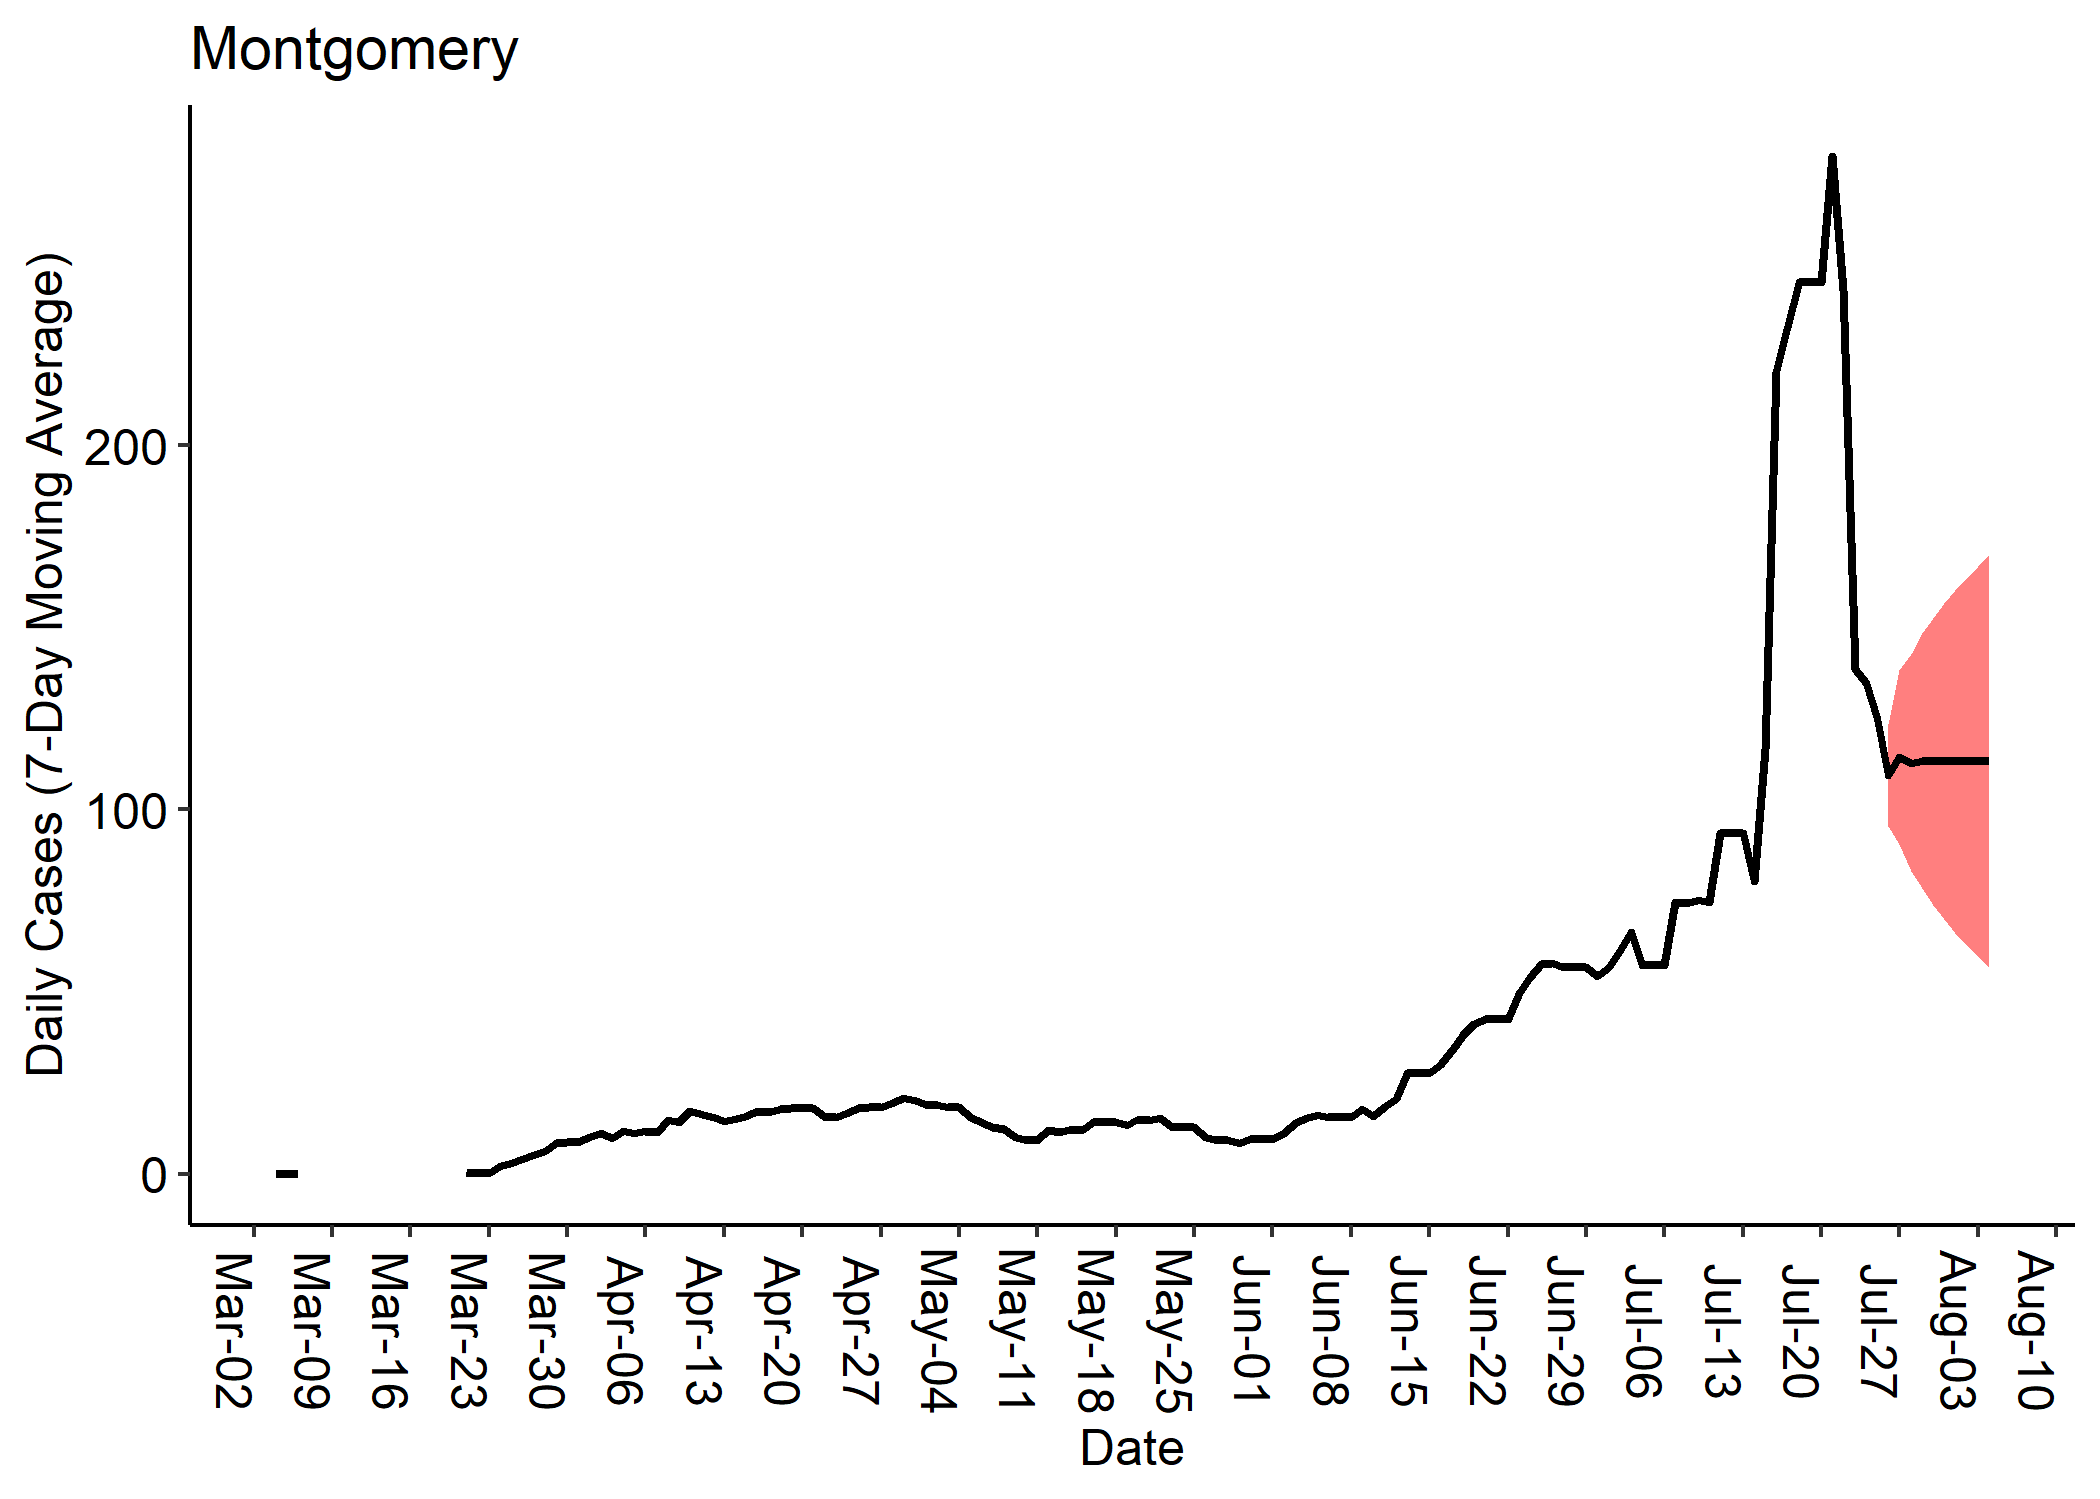 Montgomery
Daily Cases (7-Day Moving Average)
200
100
0
Mar-02
Mar-09
Mar-16
Mar-23
Mar-30
Apr-06
Apr-13
Apr-20
Apr-27
May-04
May-11
May-18
May-25
Jun-01
Jun-08
Jun-15
Jun-22
Jun-29
Jul-06
Jul-13
Jul-20
Jul-27
Aug-03
Aug-10
Date